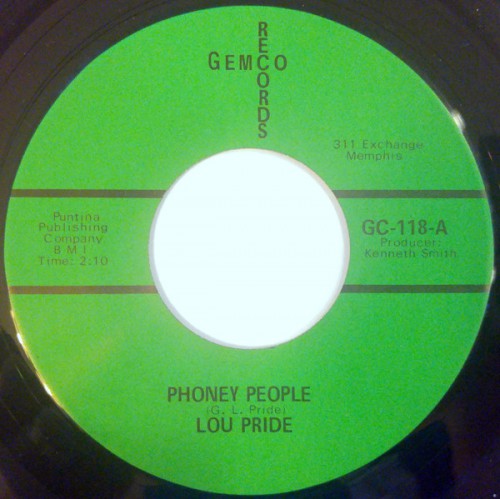 GEMCO
RECORDS
311 Exchange
Memphis
Puntina
Publishing
Company
B M I
Time: 2.10
GC-118-A
Producer:
Kenneth Smith
PHONEY PEOPLE
(G. L. Pride)
LOU PRIDE